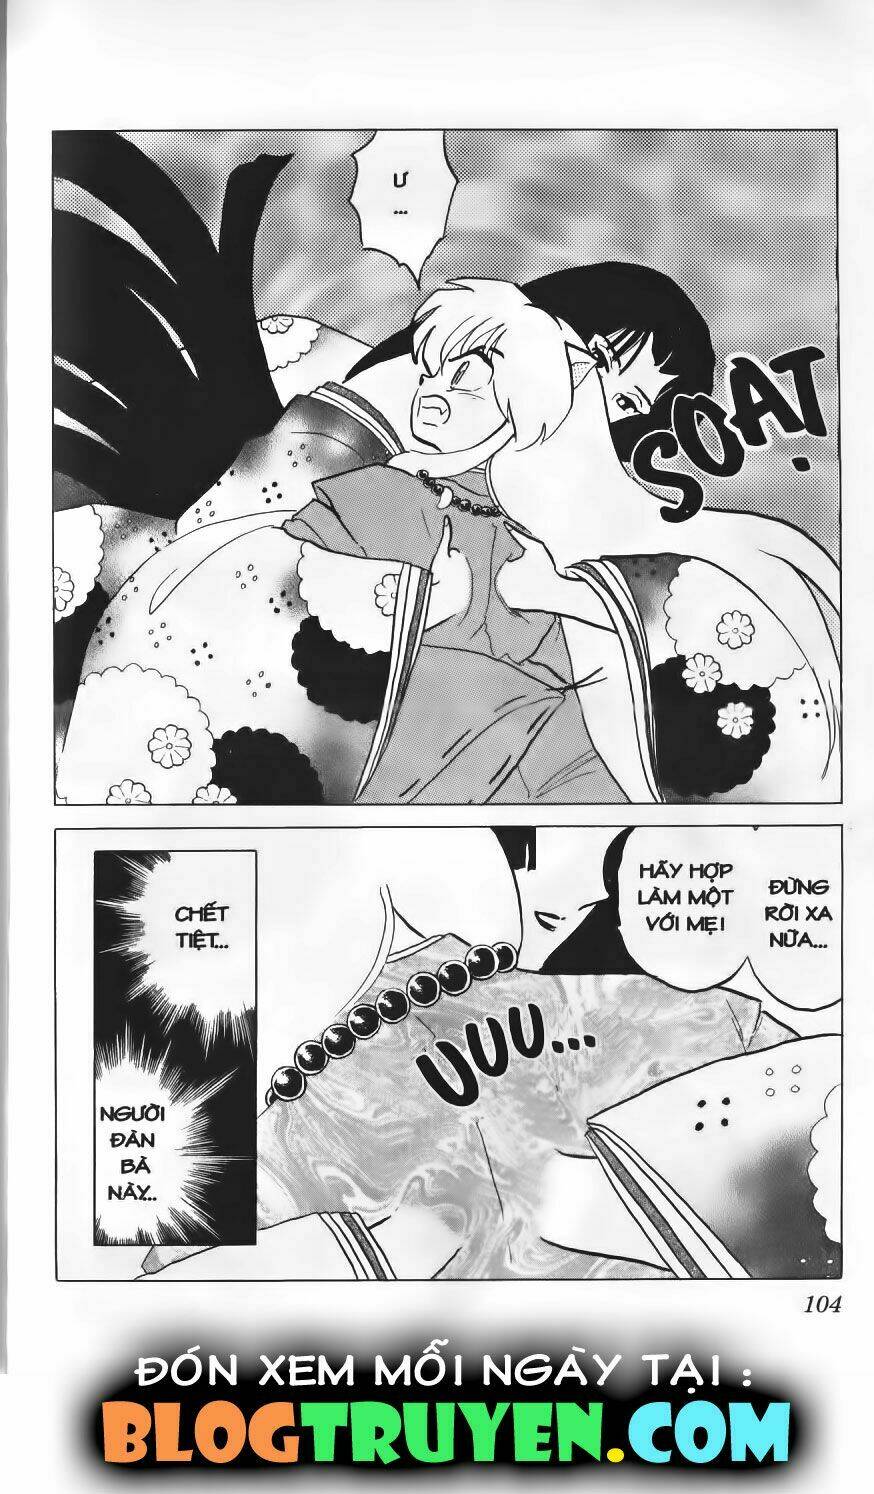 Ư
...
SOẠT
ĐỪNG
RỜI XA
NỮA...
HÃY HỢP
LÀM MỘT
VỚI MẸ!
UUU...
CHẾT
TIỆT...
NGƯỜI
ĐÀN
BÀ
NÀY...
104
ĐÓN XEM MỖI NGÀY TẠI :
BLOGTRUYEN.COM